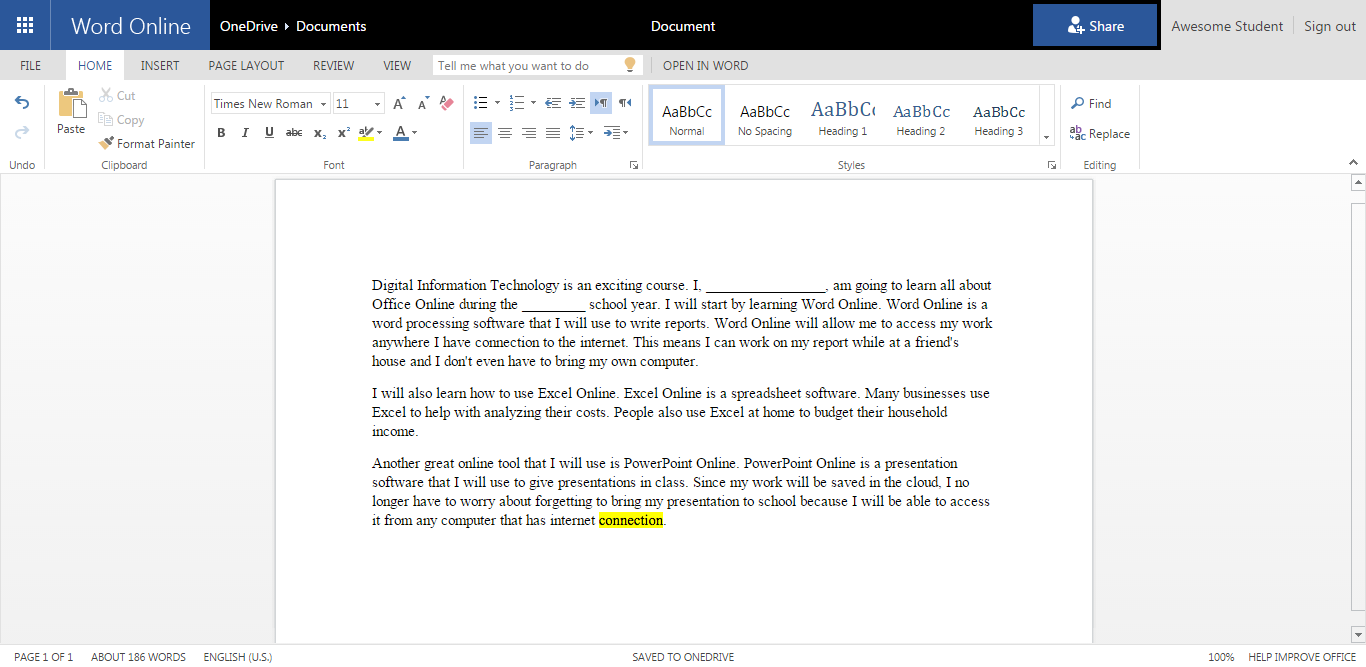 Word Online OneDrive Documents Document Share Awesome Student Sign out
FILE HOME INSERT PAGE LAYOUT REVIEW VIEW Tell me what you want to do OPEN IN WORD
Paste Cut Copy Format Painter
Times New Roman 11 A A
B I U abc x₂ x² A
AaBbCc Normal AaBbCc No Spacing AaBbC Heading 1 AaBbCc Heading 2 AaBbCc Heading 3
Find
ab ac Replace
Undo Clipboard Font Paragraph Styles Editing
Digital Information Technology is an exciting course. I, ________________, am going to learn all about
Office Online during the _________ school year. I will start by learning Word Online. Word Online is a
word processing software that I will use to write reports. Word Online will allow me to access my work
anywhere I have connection to the internet. This means I can work on my report while at a friend's
house and I don't even have to bring my own computer.
I will also learn how to use Excel Online. Excel Online is a spreadsheet software. Many businesses use
Excel to help with analyzing their costs. People also use Excel at home to budget their household
income.
Another great online tool that I will use is PowerPoint Online. PowerPoint Online is a presentation
software that I will use to give presentations in class. Since my work will be saved in the cloud, I no
longer have to worry about forgetting to bring my presentation to school because I will be able to access
it from any computer that has internet connection.
PAGE 1 OF 1 ABOUT 186 WORDS ENGLISH (U.S.) SAVED TO ONEDRIVE 100% HELP IMPROVE OFFICE